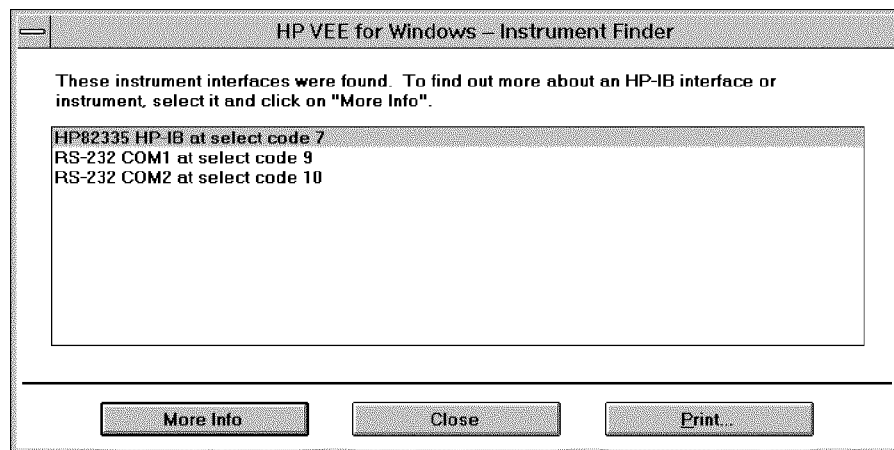 HP VEE for Windows – Instrument Finder
These instrument interfaces were found. To find out more about an HP-IB interface or
instrument, select it and click on "More Info".
HP82335 HP-IB at select code 7
RS-232 COM1 at select code 9
RS-232 COM2 at select code 10
More Info
Close
Print...